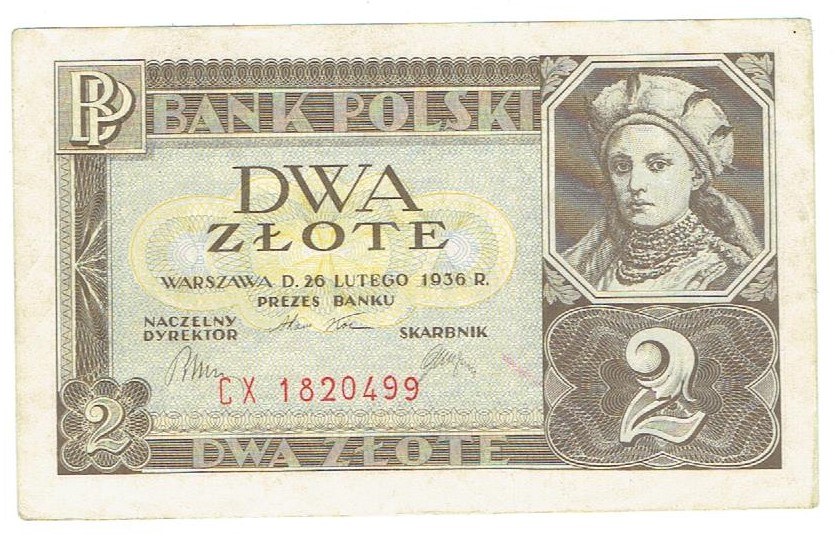 BP
BANK POLSKI
DWA
ZŁOTE
WARSZAWA D. 26 LUTEGO 1936 R.
PREZES BANKU
NACZELNY
DYREKTOR
SKARBNIK
CX 1820499
2
2
DWA ZŁOTE